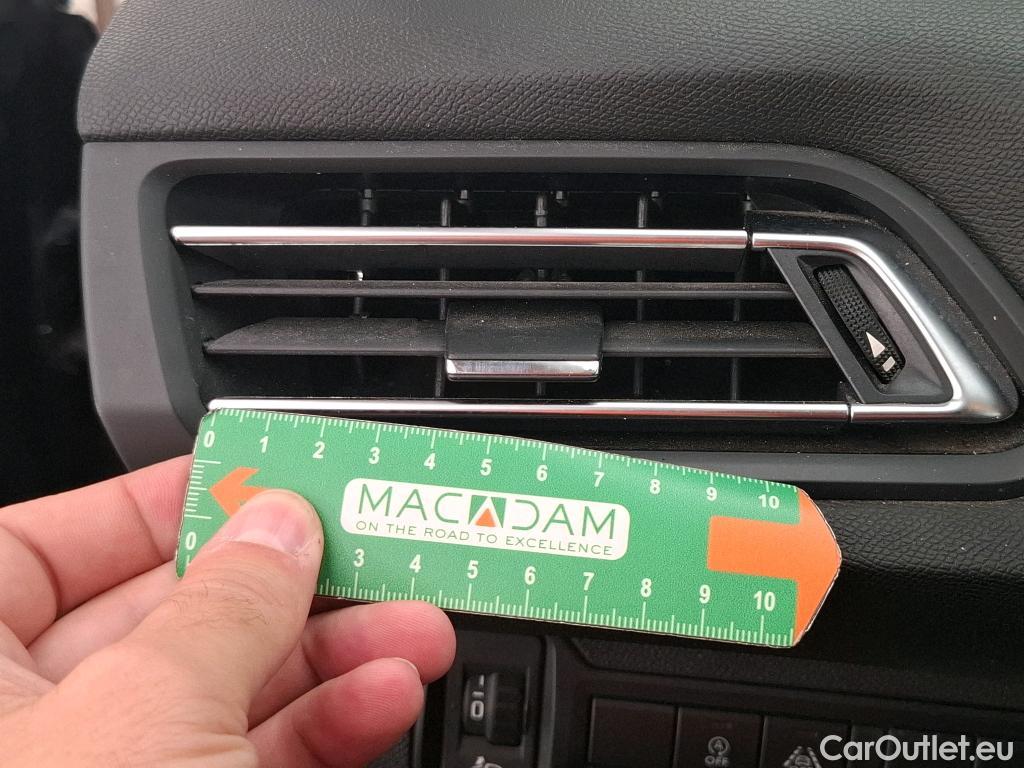 0 1 2 3 4 5 6 7 8 9 10
MACADAM
ON THE ROAD TO EXCELLENCE
0 3 4 5 6 7 8 9 10
0
OFF
CarOutlet.eu